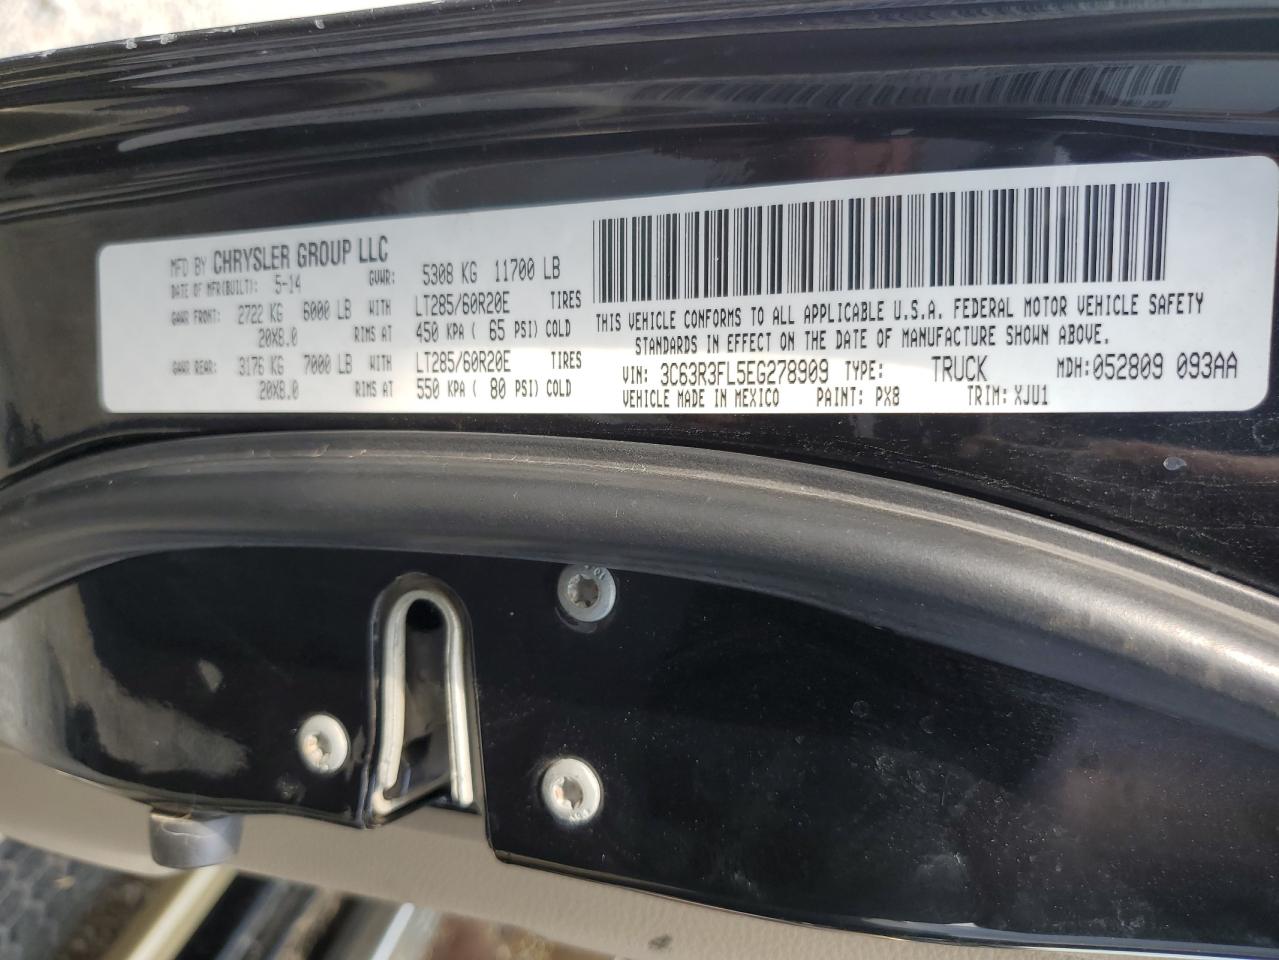 MFD BY CHRYSLER GROUP LLC
DATE OF MFR(BUILT): 5-14 GVWR: 5308 KG 11700 LB
GAWR FRONT: 2722 KG 6000 LB WITH LT285/60R20E TIRES
20X8.0 RIMS AT 450 KPA ( 65 PSI) COLD
GAWR REAR: 3176 KG 7000 LB WITH LT285/60R20E TIRES
20X8.0 RIMS AT 550 KPA ( 80 PSI) COLD
THIS VEHICLE CONFORMS TO ALL APPLICABLE U.S.A. FEDERAL MOTOR VEHICLE SAFETY
STANDARDS IN EFFECT ON THE DATE OF MANUFACTURE SHOWN ABOVE.
VIN: 3C63R3FL5EG278909 TYPE: TRUCK MDH: 052809 093AA
VEHICLE MADE IN MEXICO PAINT: PX8 TRIM: XJU1